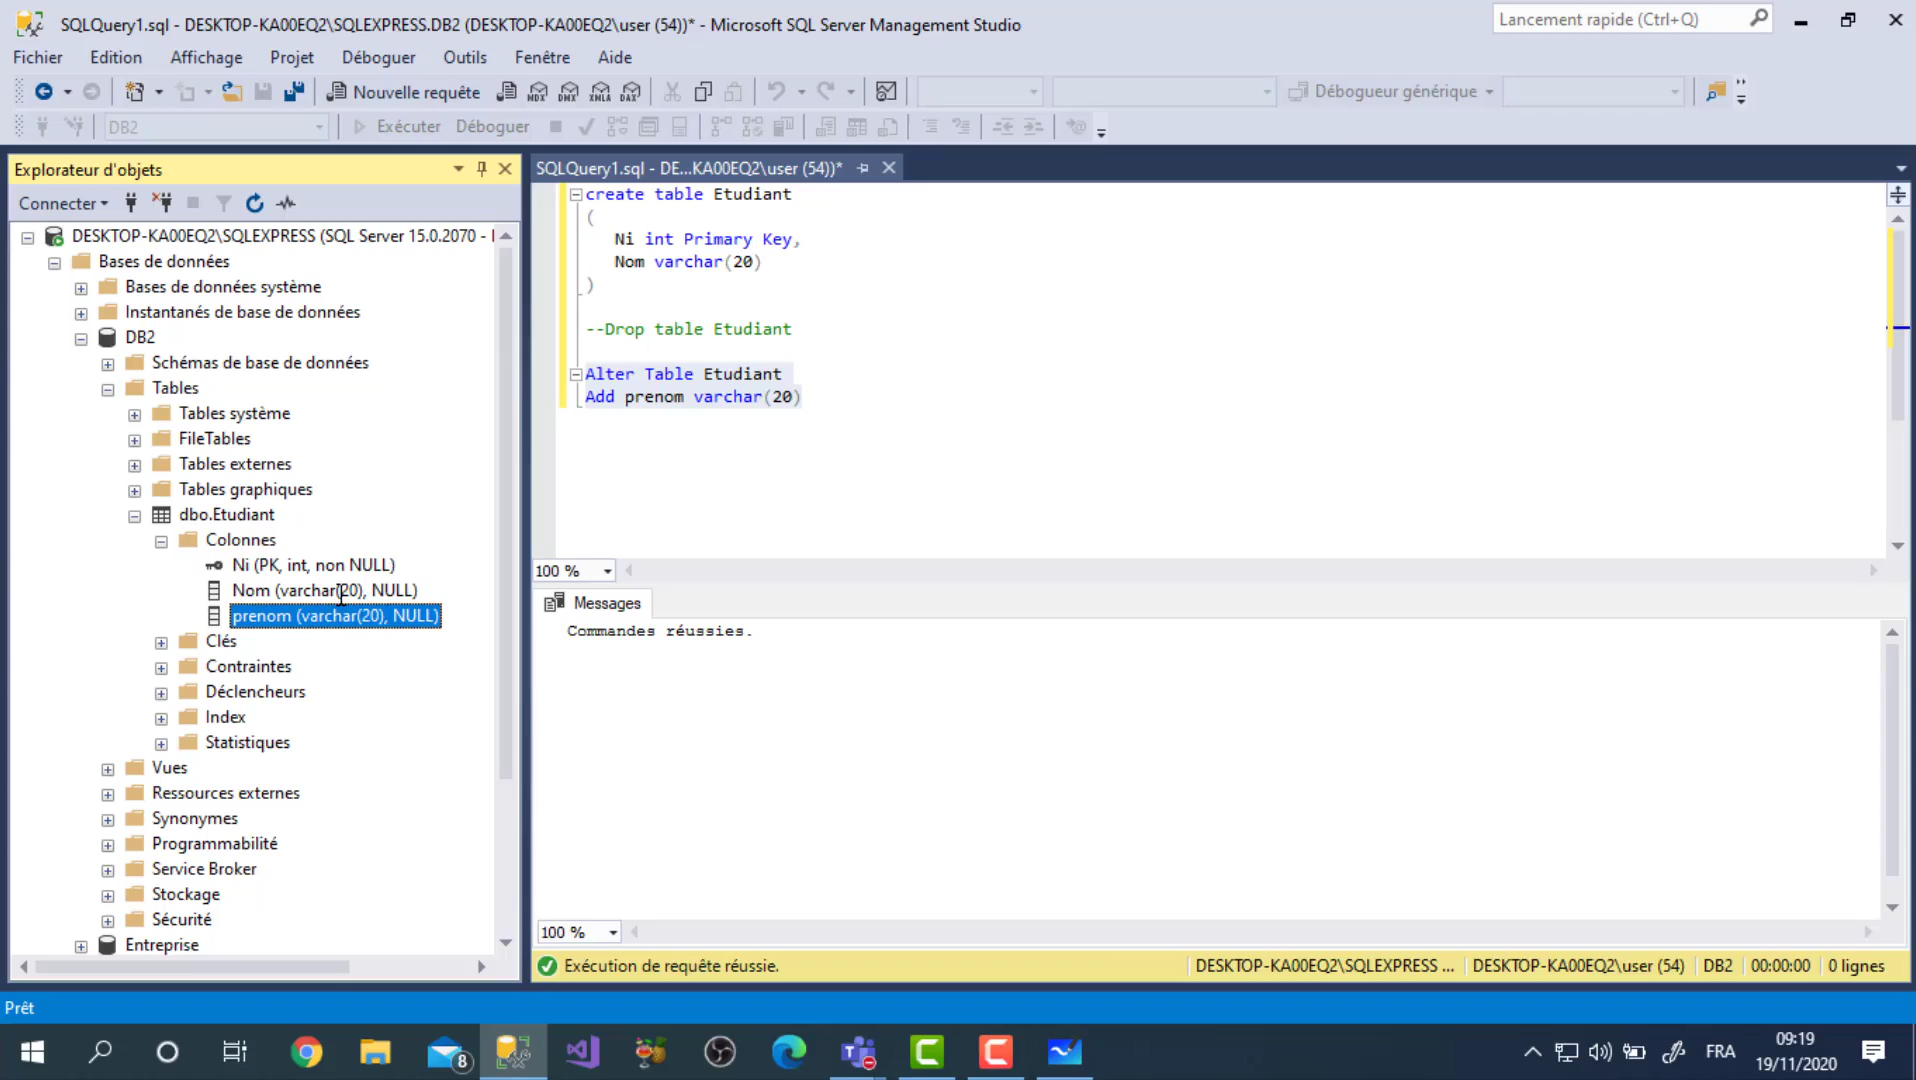 SQLQuery1.sql - DESKTOP-KA00EQ2\SQLEXPRESS.DB2 (DESKTOP-KA00EQ2\user (54))* - Microsoft SQL Server Management Studio
Lancement rapide (Ctrl+Q)
Fichier Edition Affichage Projet Déboguer Outils Fenêtre Aide
Nouvelle requête MDX DMX XMLA DAX Débogueur générique
DB2 Exécuter Déboguer
Explorateur d'objets
SQLQuery1.sql - DE...KA00EQ2\user (54))*
Connecter
DESKTOP-KA00EQ2\SQLEXPRESS (SQL Server 15.0.2070 -
Bases de données
Bases de données système
Instantanés de base de données
DB2
Schémas de base de données
Tables
Tables système
FileTables
Tables externes
Tables graphiques
dbo.Etudiant
Colonnes
Ni (PK, int, non NULL)
Nom (varchar(20), NULL)
prenom (varchar(20), NULL)
Clés
Contraintes
Déclencheurs
Index
Statistiques
Vues
Ressources externes
Synonymes
Programmabilité
Service Broker
Stockage
Sécurité
Entreprise
create table Etudiant
(
Ni int Primary Key,
Nom varchar(20)
)
--Drop table Etudiant
Alter Table Etudiant
Add prenom varchar(20)
100 %
Messages
Commandes réussies.
100 %
Exécution de requête réussie. DESKTOP-KA00EQ2\SQLEXPRESS ... DESKTOP-KA00EQ2\user (54) DB2 00:00:00 0 lignes
Prêt
8
FRA
09:19
19/11/2020